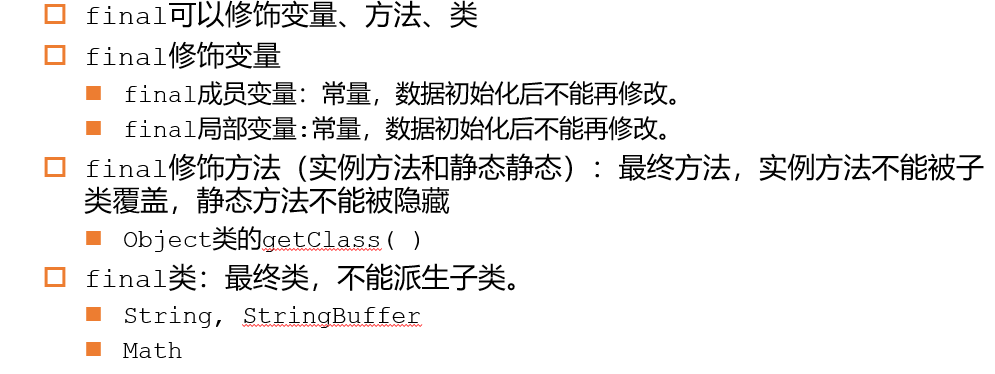 final可以修饰变量、方法、类
final修饰变量
final成员变量：常量，数据初始化后不能再修改。
final局部变量:常量，数据初始化后不能再修改。
final修饰方法（实例方法和静态静态）：最终方法，实例方法不能被子
类覆盖，静态方法不能被隐藏
Object类的getClass( )
final类：最终类，不能派生子类。
String, StringBuffer
Math